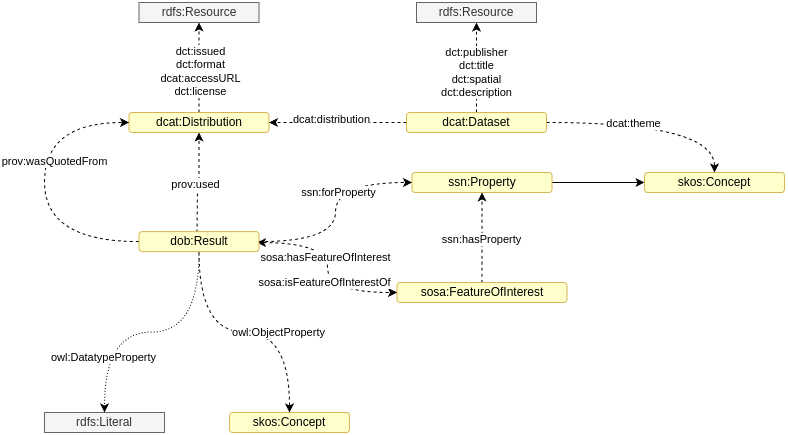 rdfs:Resource
rdfs:Resource
dct:issued
dct:format
dcat:accessURL
dct:license
dct:publisher
dct:title
dct:spatial
dct:description
dcat:Distribution
dcat:distribution
dcat:Dataset
dcat:theme
prov:wasQuotedFrom
prov:used
ssn:forProperty
ssn:Property
skos:Concept
dob:Result
ssn:hasProperty
sosa:hasFeatureOfInterest
sosa:isFeatureOfInterestOf
sosa:FeatureOfInterest
owl:ObjectProperty
owl:DatatypeProperty
rdfs:Literal
skos:Concept